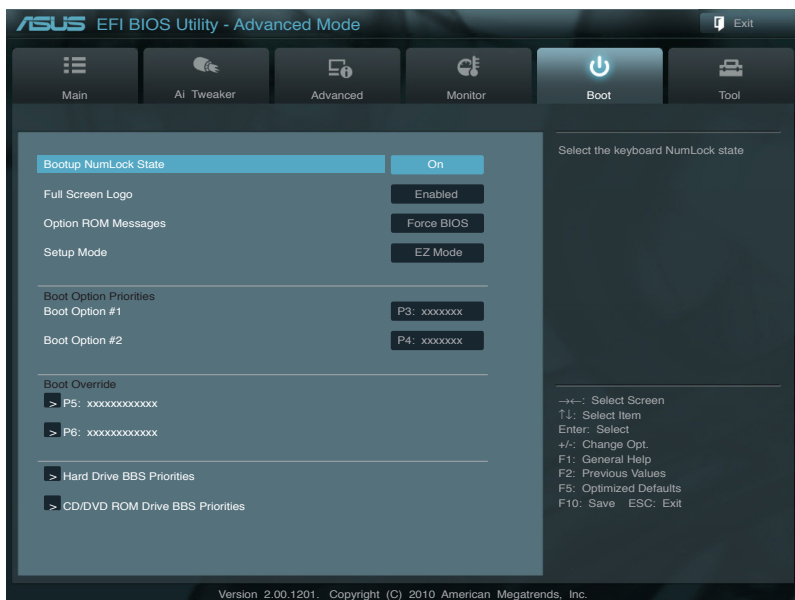 ASUS EFI BIOS Utility - Advanced Mode
Exit
Main
Ai Tweaker
Advanced
Monitor
Boot
Tool
Bootup NumLock State On
Full Screen Logo Enabled
Option ROM Messages Force BIOS
Setup Mode EZ Mode
Boot Option Priorities
Boot Option #1 P3: xxxxxxx
Boot Option #2 P4: xxxxxxx
Boot Override
> P5: xxxxxxxxxxxx
> P6: xxxxxxxxxxxx
> Hard Drive BBS Priorities
> CD/DVD ROM Drive BBS Priorities
Select the keyboard NumLock state
→←: Select Screen
↑↓: Select Item
Enter: Select
+/-: Change Opt.
F1: General Help
F2: Previous Values
F5: Optimized Defaults
F10: Save ESC: Exit
Version 2.00.1201. Copyright (C) 2010 American Megatrends, Inc.